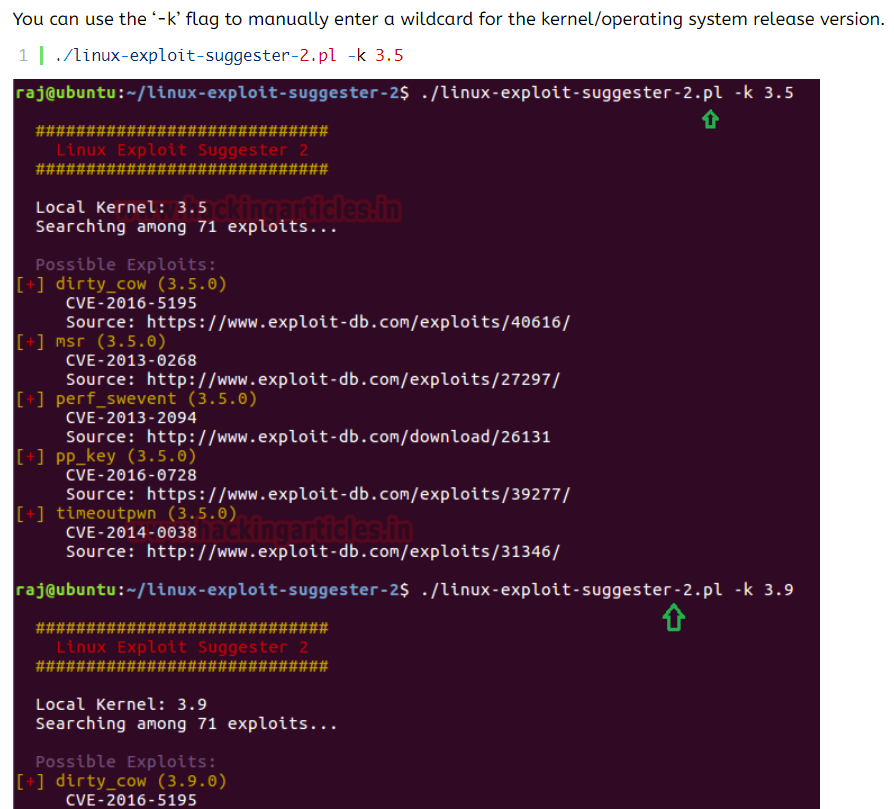 You can use the ‘-k’ flag to manually enter a wildcard for the kernel/operating system release version.
1 ./linux-exploit-suggester-2.pl -k 3.5
raj@ubuntu:~/linux-exploit-suggester-2$ ./linux-exploit-suggester-2.pl -k 3.5
#############################
Linux Exploit Suggester 2
#############################
Local Kernel: 3.5
www.hackingarticles.in
Searching among 71 exploits...
Possible Exploits:
[+] dirty_cow (3.5.0)
CVE-2016-5195
Source: https://www.exploit-db.com/exploits/40616/
[+] msr (3.5.0)
CVE-2013-0268
Source: http://www.exploit-db.com/exploits/27297/
[+] perf_swevent (3.5.0)
CVE-2013-2094
Source: http://www.exploit-db.com/download/26131
[+] pp_key (3.5.0)
CVE-2016-0728
Source: https://www.exploit-db.com/exploits/39277/
[+] timeoutpwn (3.5.0)
CVE-2014-0038
www.hackingarticles.in
Source: http://www.exploit-db.com/exploits/31346/
raj@ubuntu:~/linux-exploit-suggester-2$ ./linux-exploit-suggester-2.pl -k 3.9
#############################
Linux Exploit Suggester 2
#############################
Local Kernel: 3.9
Searching among 71 exploits...
Possible Exploits:
[+] dirty_cow (3.9.0)
CVE-2016-5195